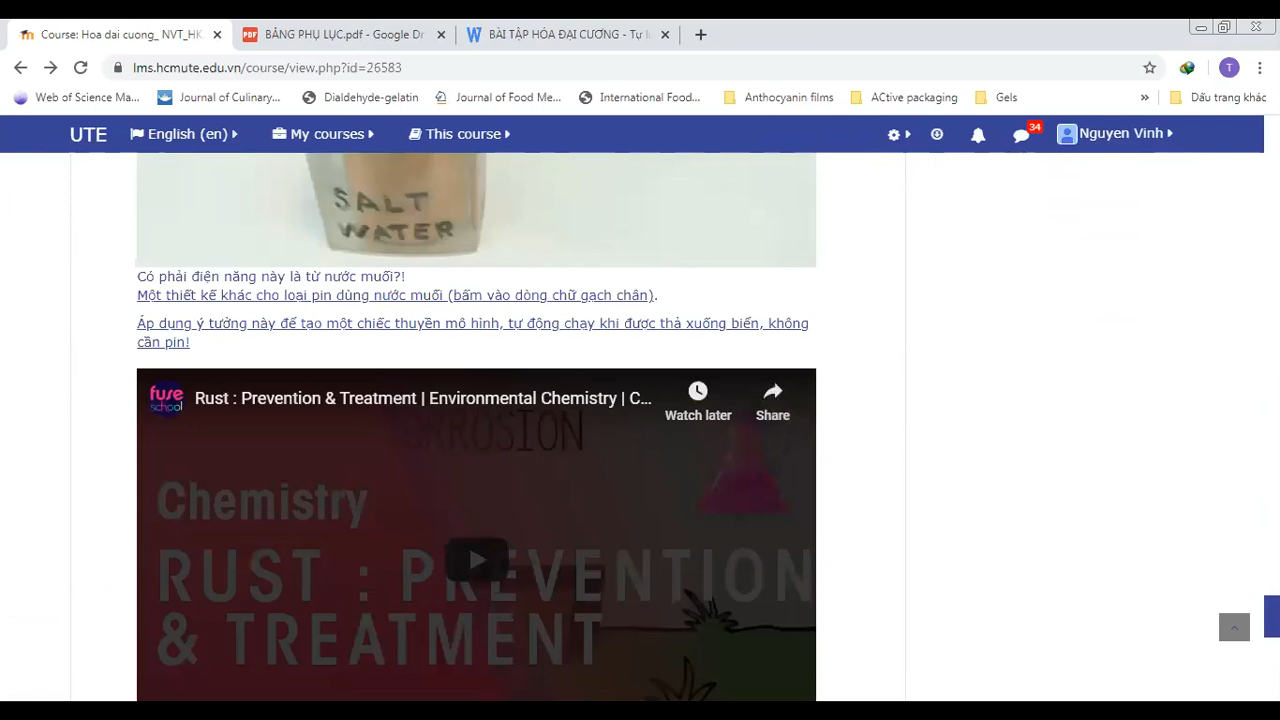 Course: Hoa dai cuong_ NVT_HK
BẢNG PHỤ LỤC.pdf - Google Dr
BÀI TẬP HÓA ĐẠI CƯƠNG - Tự l
lms.hcmute.edu.vn/course/view.php?id=26583
T
Web of Science Ma...
Journal of Culinary...
Dialdehyde-gelatin
Journal of Food Me...
International Food...
Anthocyanin films
ACtive packaging
Gels
»
Dấu trang khác
UTE
English (en)
My courses
This course
34
Nguyen Vinh
SALT
WATER
Có phải điện năng này là từ nước muối?!
Một thiết kế khác cho loại pin dùng nước muối (bấm vào dòng chữ gạch chân).
Áp dụng ý tưởng này để tạo một chiếc thuyền mô hình, tự động chạy khi được thả xuống biển, không
cần pin!
fuse
school
Rust : Prevention & Treatment | Environmental Chemistry | C...
Watch later
Share
CORROSION
Chemistry
RUST : PREVENTION
& TREATMENT